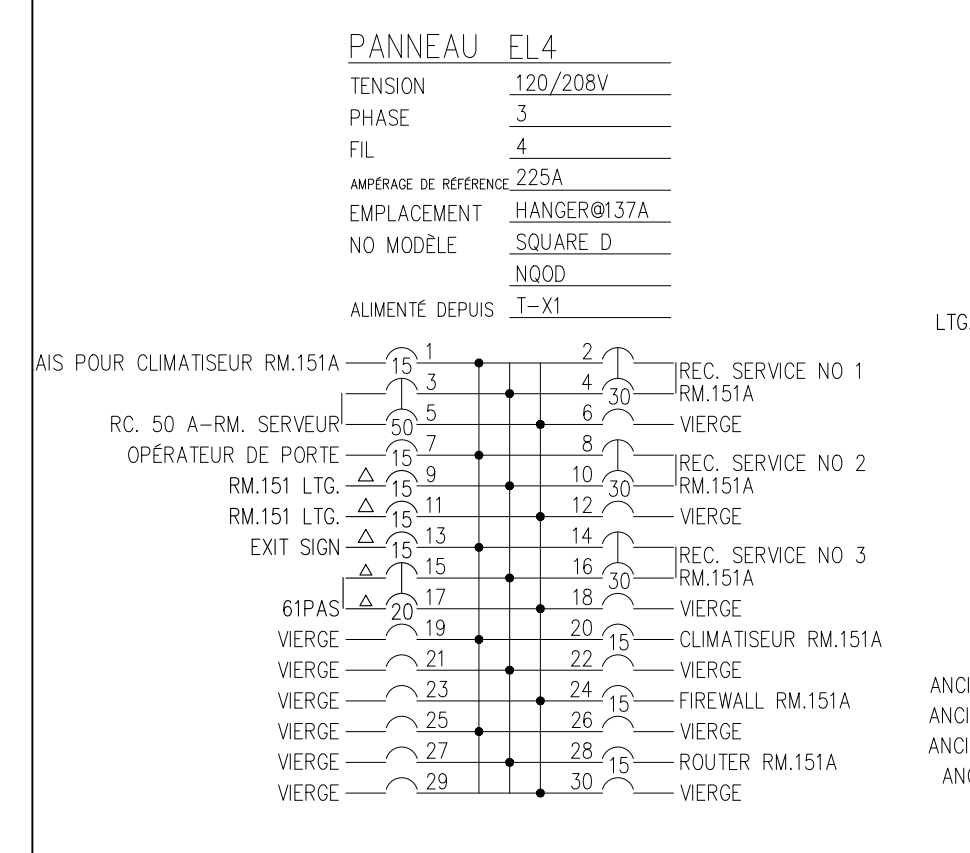 PANNEAU EL4
TENSION 120/208V
PHASE 3
FIL 4
AMPÉRAGE DE RÉFÉRENCE 225A
EMPLACEMENT HANGER@137A
NO MODÈLE SQUARE D
NQOD
ALIMENTÉ DEPUIS T-X1
LTG.
AIS POUR CLIMATISEUR RM.151A 15 1 2 REC. SERVICE NO 1
3 4 30 RM.151A
RC. 50 A-RM. SERVEUR 50 5 6 VIERGE
OPÉRATEUR DE PORTE 15 7 8 REC. SERVICE NO 2
RM.151 LTG. △ 15 9 10 30 RM.151A
RM.151 LTG. △ 15 11 12 VIERGE
EXIT SIGN △ 15 13 14 REC. SERVICE NO 3
△ 15 16 30 RM.151A
61PAS △ 20 17 18 VIERGE
VIERGE 19 20 15 CLIMATISEUR RM.151A
VIERGE 21 22 VIERGE
VIERGE 23 24 15 FIREWALL RM.151A
VIERGE 25 26 VIERGE
VIERGE 27 28 15 ROUTER RM.151A
VIERGE 29 30 VIERGE
ANCI
ANCI
ANCI
ANC